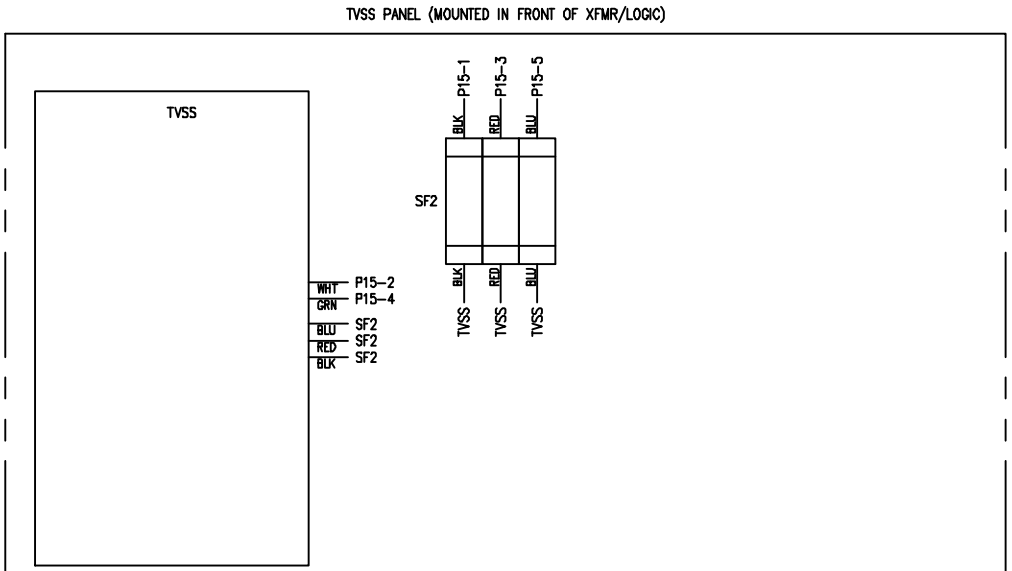 TVSS PANEL (MOUNTED IN FRONT OF XFMR/LOGIC)
TVSS
P15-1
P15-3
P15-5
BLK
RED
BLU
SF2
BLK
RED
BLU
TVSS
TVSS
TVSS
WHT P15-2
GRN P15-4
BLU SF2
RED SF2
BLK SF2